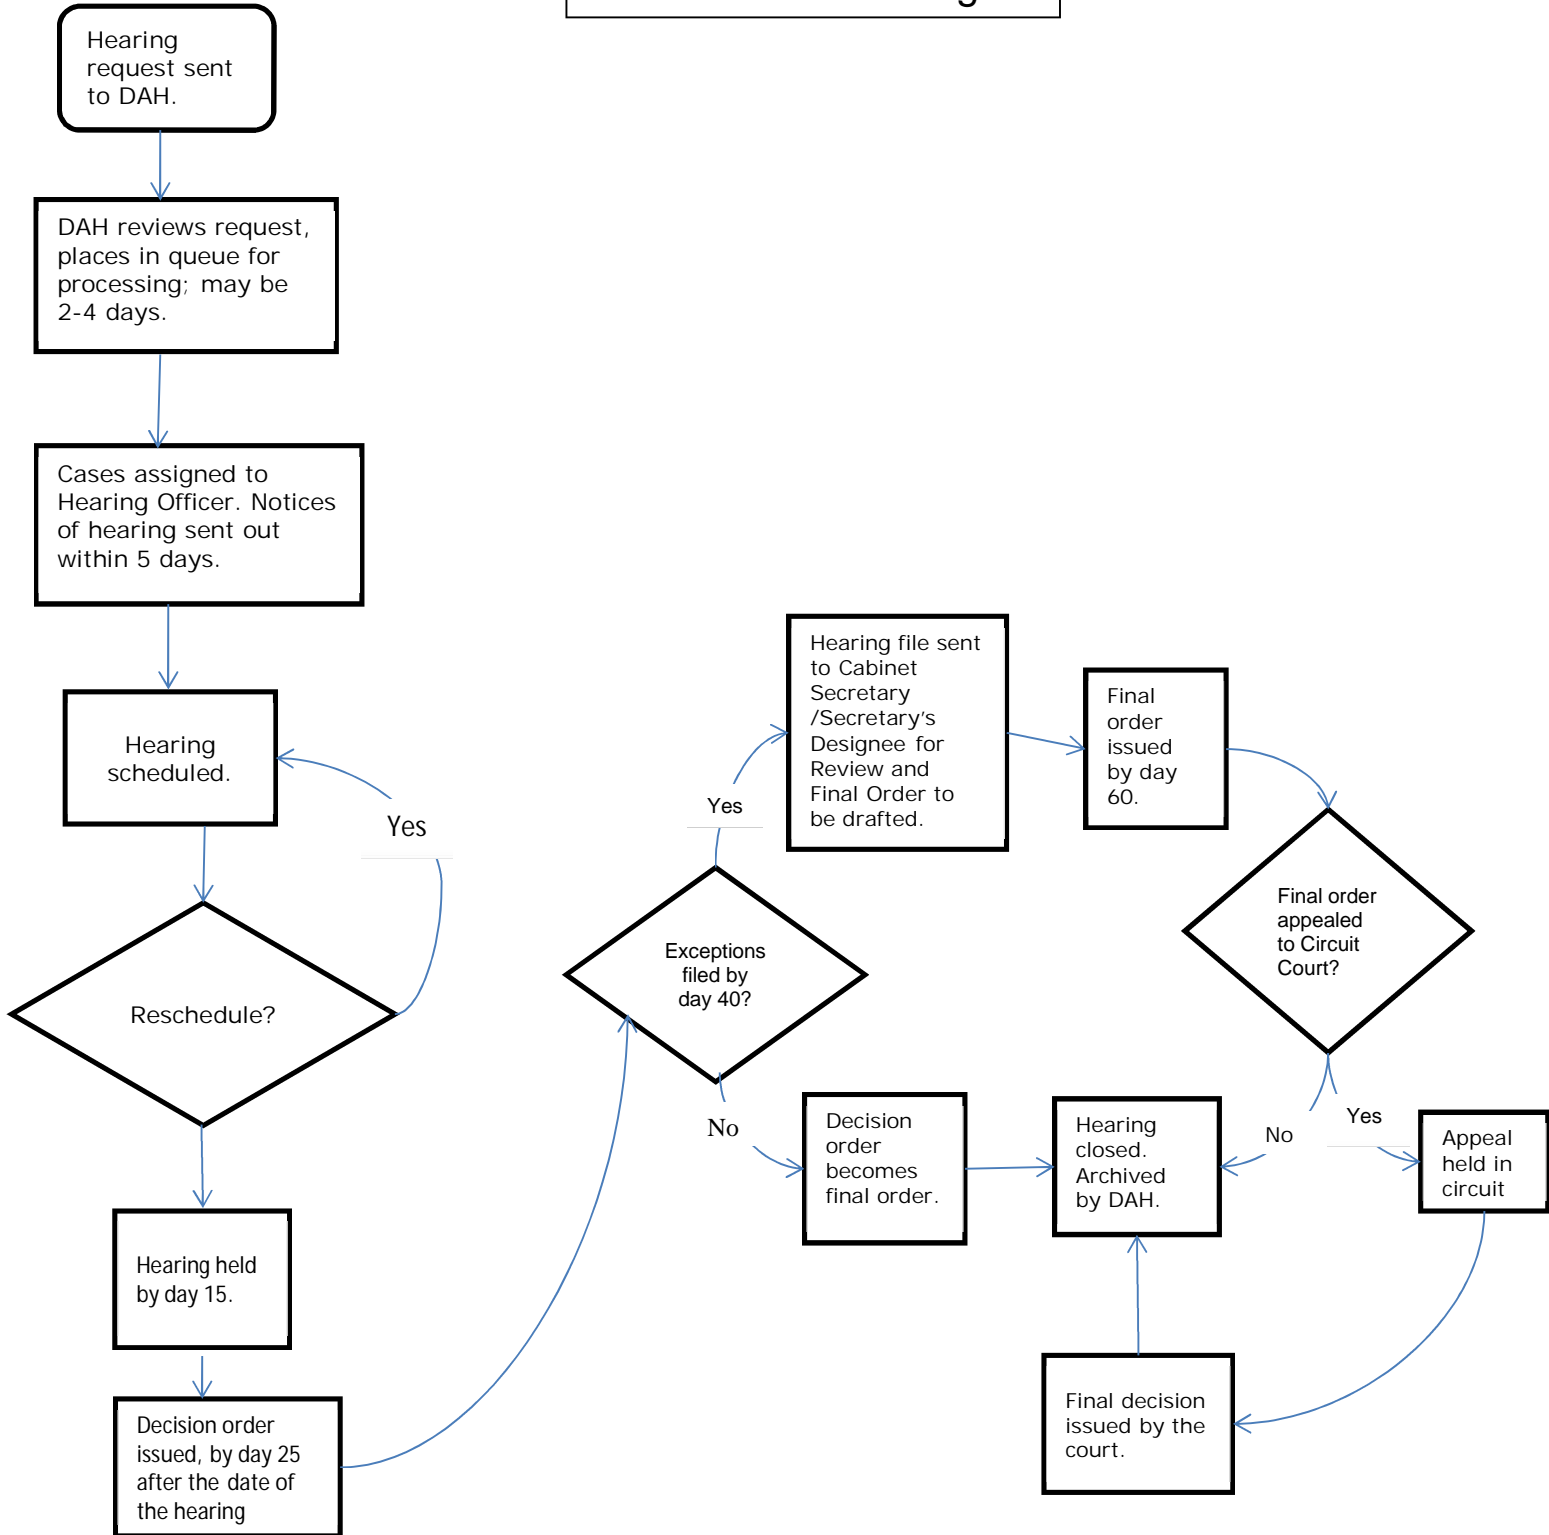 Hearing
request sent
to DAH.
DAH reviews request,
places in queue for
processing; may be
2-4 days.
Cases assigned to
Hearing Officer. Notices
of hearing sent out
within 5 days.
Hearing
scheduled.
Yes
Reschedule?
Hearing held
by day 15.
Decision order
issued, by day 25
after the date of
the hearing
Exceptions
filed by
day 40?
Yes
Hearing file sent
to Cabinet
Secretary
/Secretary's
Designee for
Review and
Final Order to
be drafted.
Final
order
issued
by day
60.
Final order
appealed
to Circuit
Court?
No
Decision
order
becomes
final order.
Hearing
closed.
Archived
by DAH.
No
Yes
Appeal
held in
circuit
Final decision
issued by the
court.